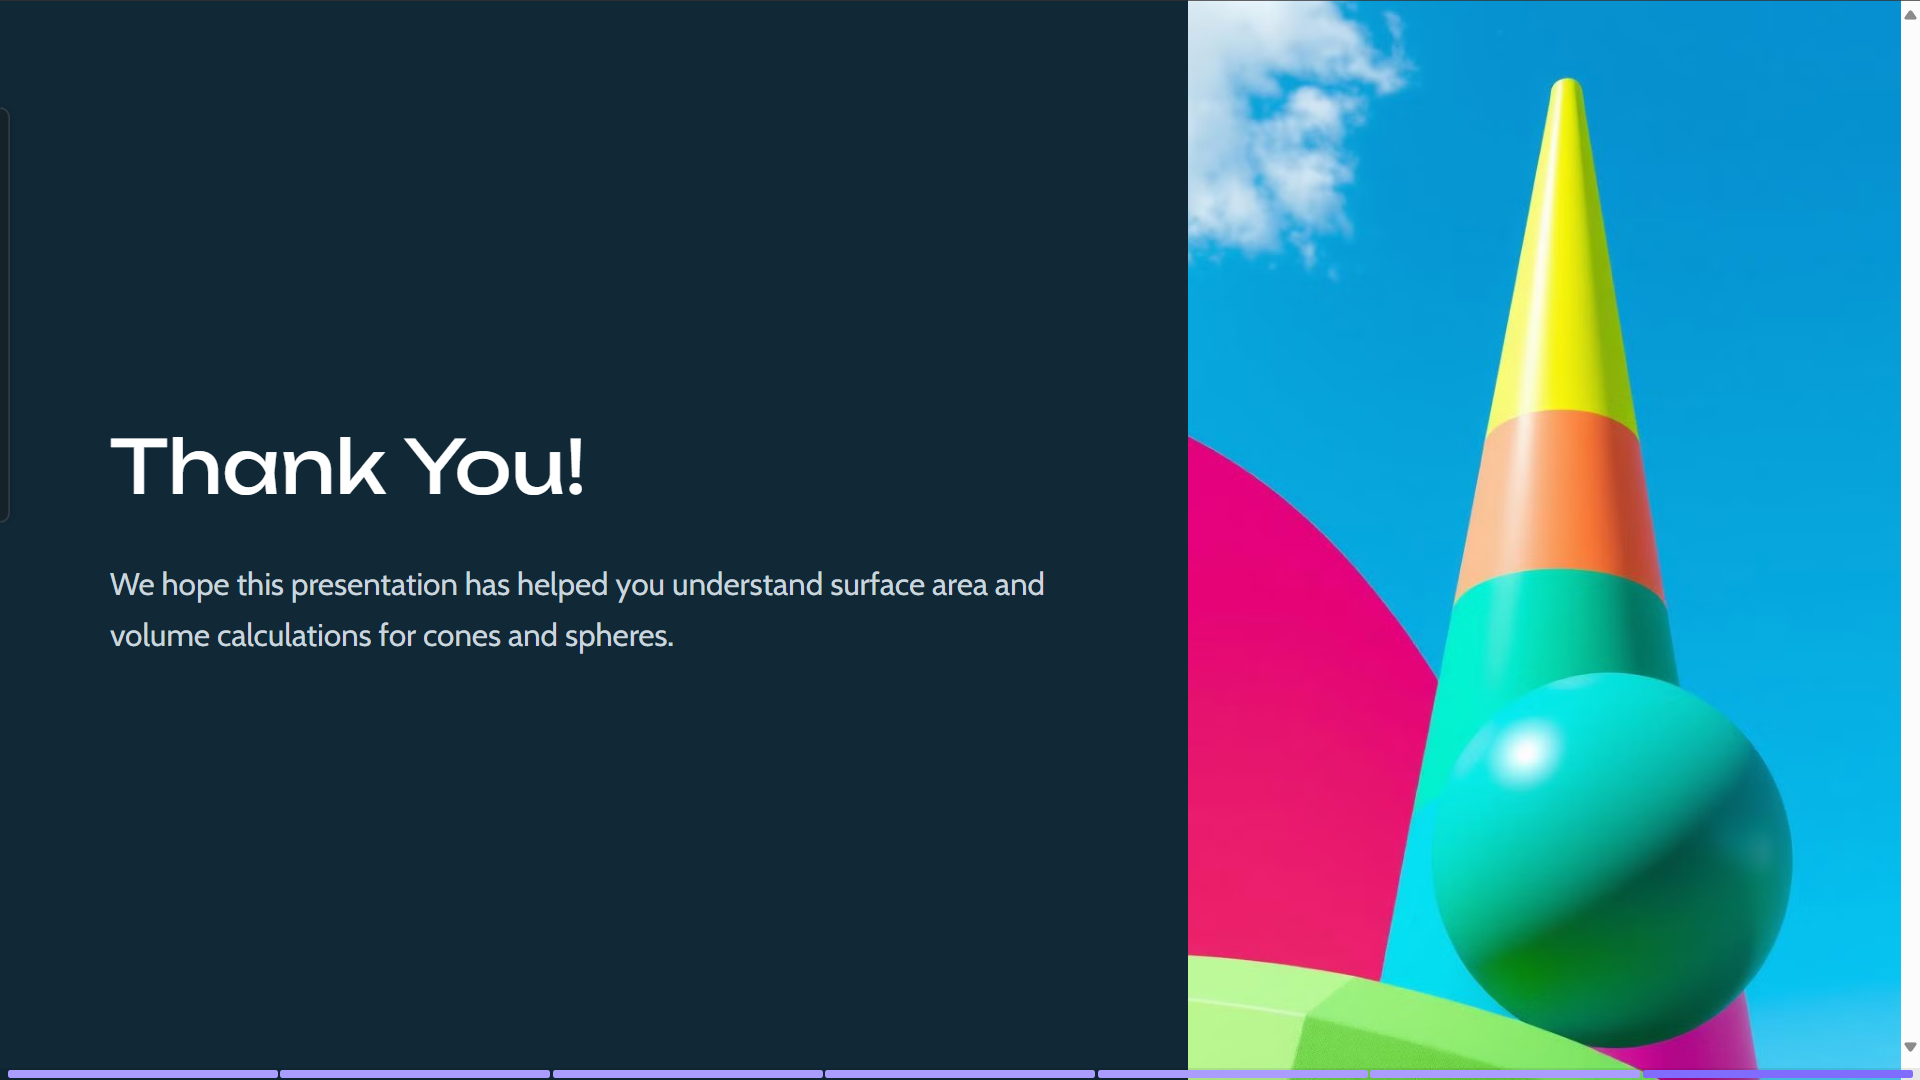 Thank You!
We hope this presentation has helped you understand surface area and
volume calculations for cones and spheres.